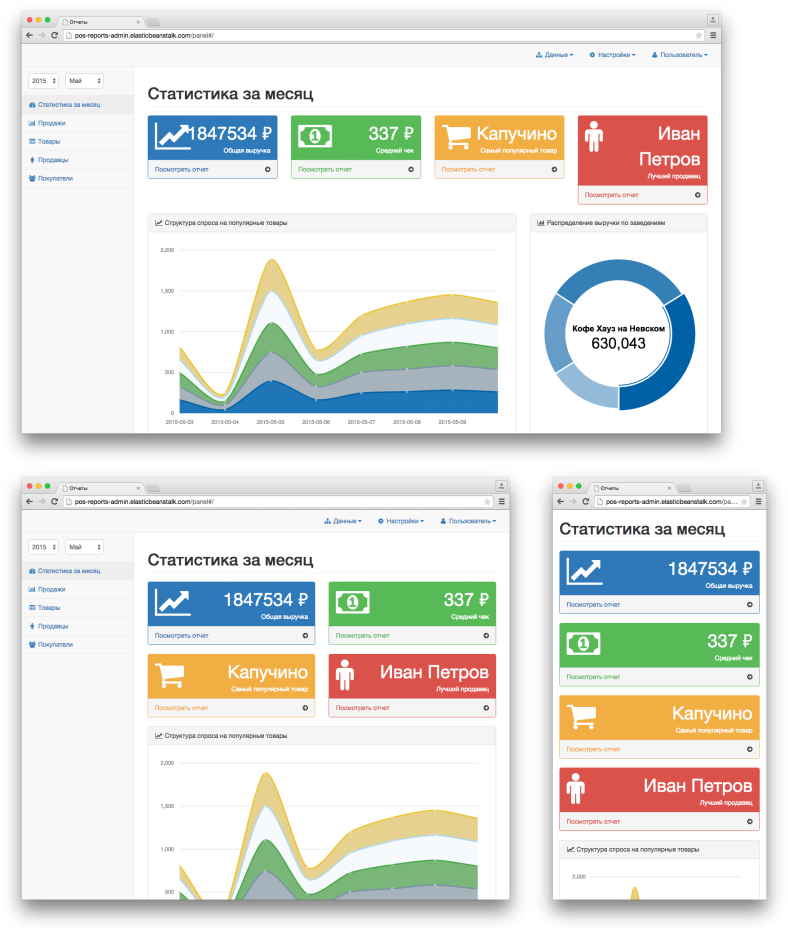 Отчеты
pos-reports-admin.elasticbeanstalk.com/panel#/
Данные Настройки Пользователь
2015 Май
Статистика за месяц
Продажи
Товары
Продавцы
Покупатели
Статистика за месяц
1847534 ₽
Общая выручка
Посмотреть отчет
337 ₽
Средний чек
Посмотреть отчет
Капучино
Самый популярный товар
Посмотреть отчет
Иван
Петров
Лучший продавец
Посмотреть отчет
Структура спроса на популярные товары
2,000
1,500
1,000
500
0
2015-05-03 2015-05-04 2015-05-05 2015-05-06 2015-05-07 2015-05-08 2015-05-09
Распределение выручки по заведениям
Кофе Хауз на Невском
630,043
Отчеты
pos-reports-admin.elasticbeanstalk.com/panel#/
Данные Настройки Пользователь
2015 Май
Статистика за месяц
Продажи
Товары
Продавцы
Покупатели
Статистика за месяц
1847534 ₽
Общая выручка
Посмотреть отчет
337 ₽
Средний чек
Посмотреть отчет
Капучино
Самый популярный товар
Посмотреть отчет
Иван Петров
Лучший продавец
Посмотреть отчет
Структура спроса на популярные товары
2,000
1,500
1,000
500
Отчеты
pos-reports-admin.elasticbeanstalk.com/pa...
Статистика за месяц
1847534 ₽
Общая выручка
Посмотреть отчет
337 ₽
Средний чек
Посмотреть отчет
Капучино
Самый популярный товар
Посмотреть отчет
Иван Петров
Лучший продавец
Посмотреть отчет
Структура спроса на популярные товары
2,000